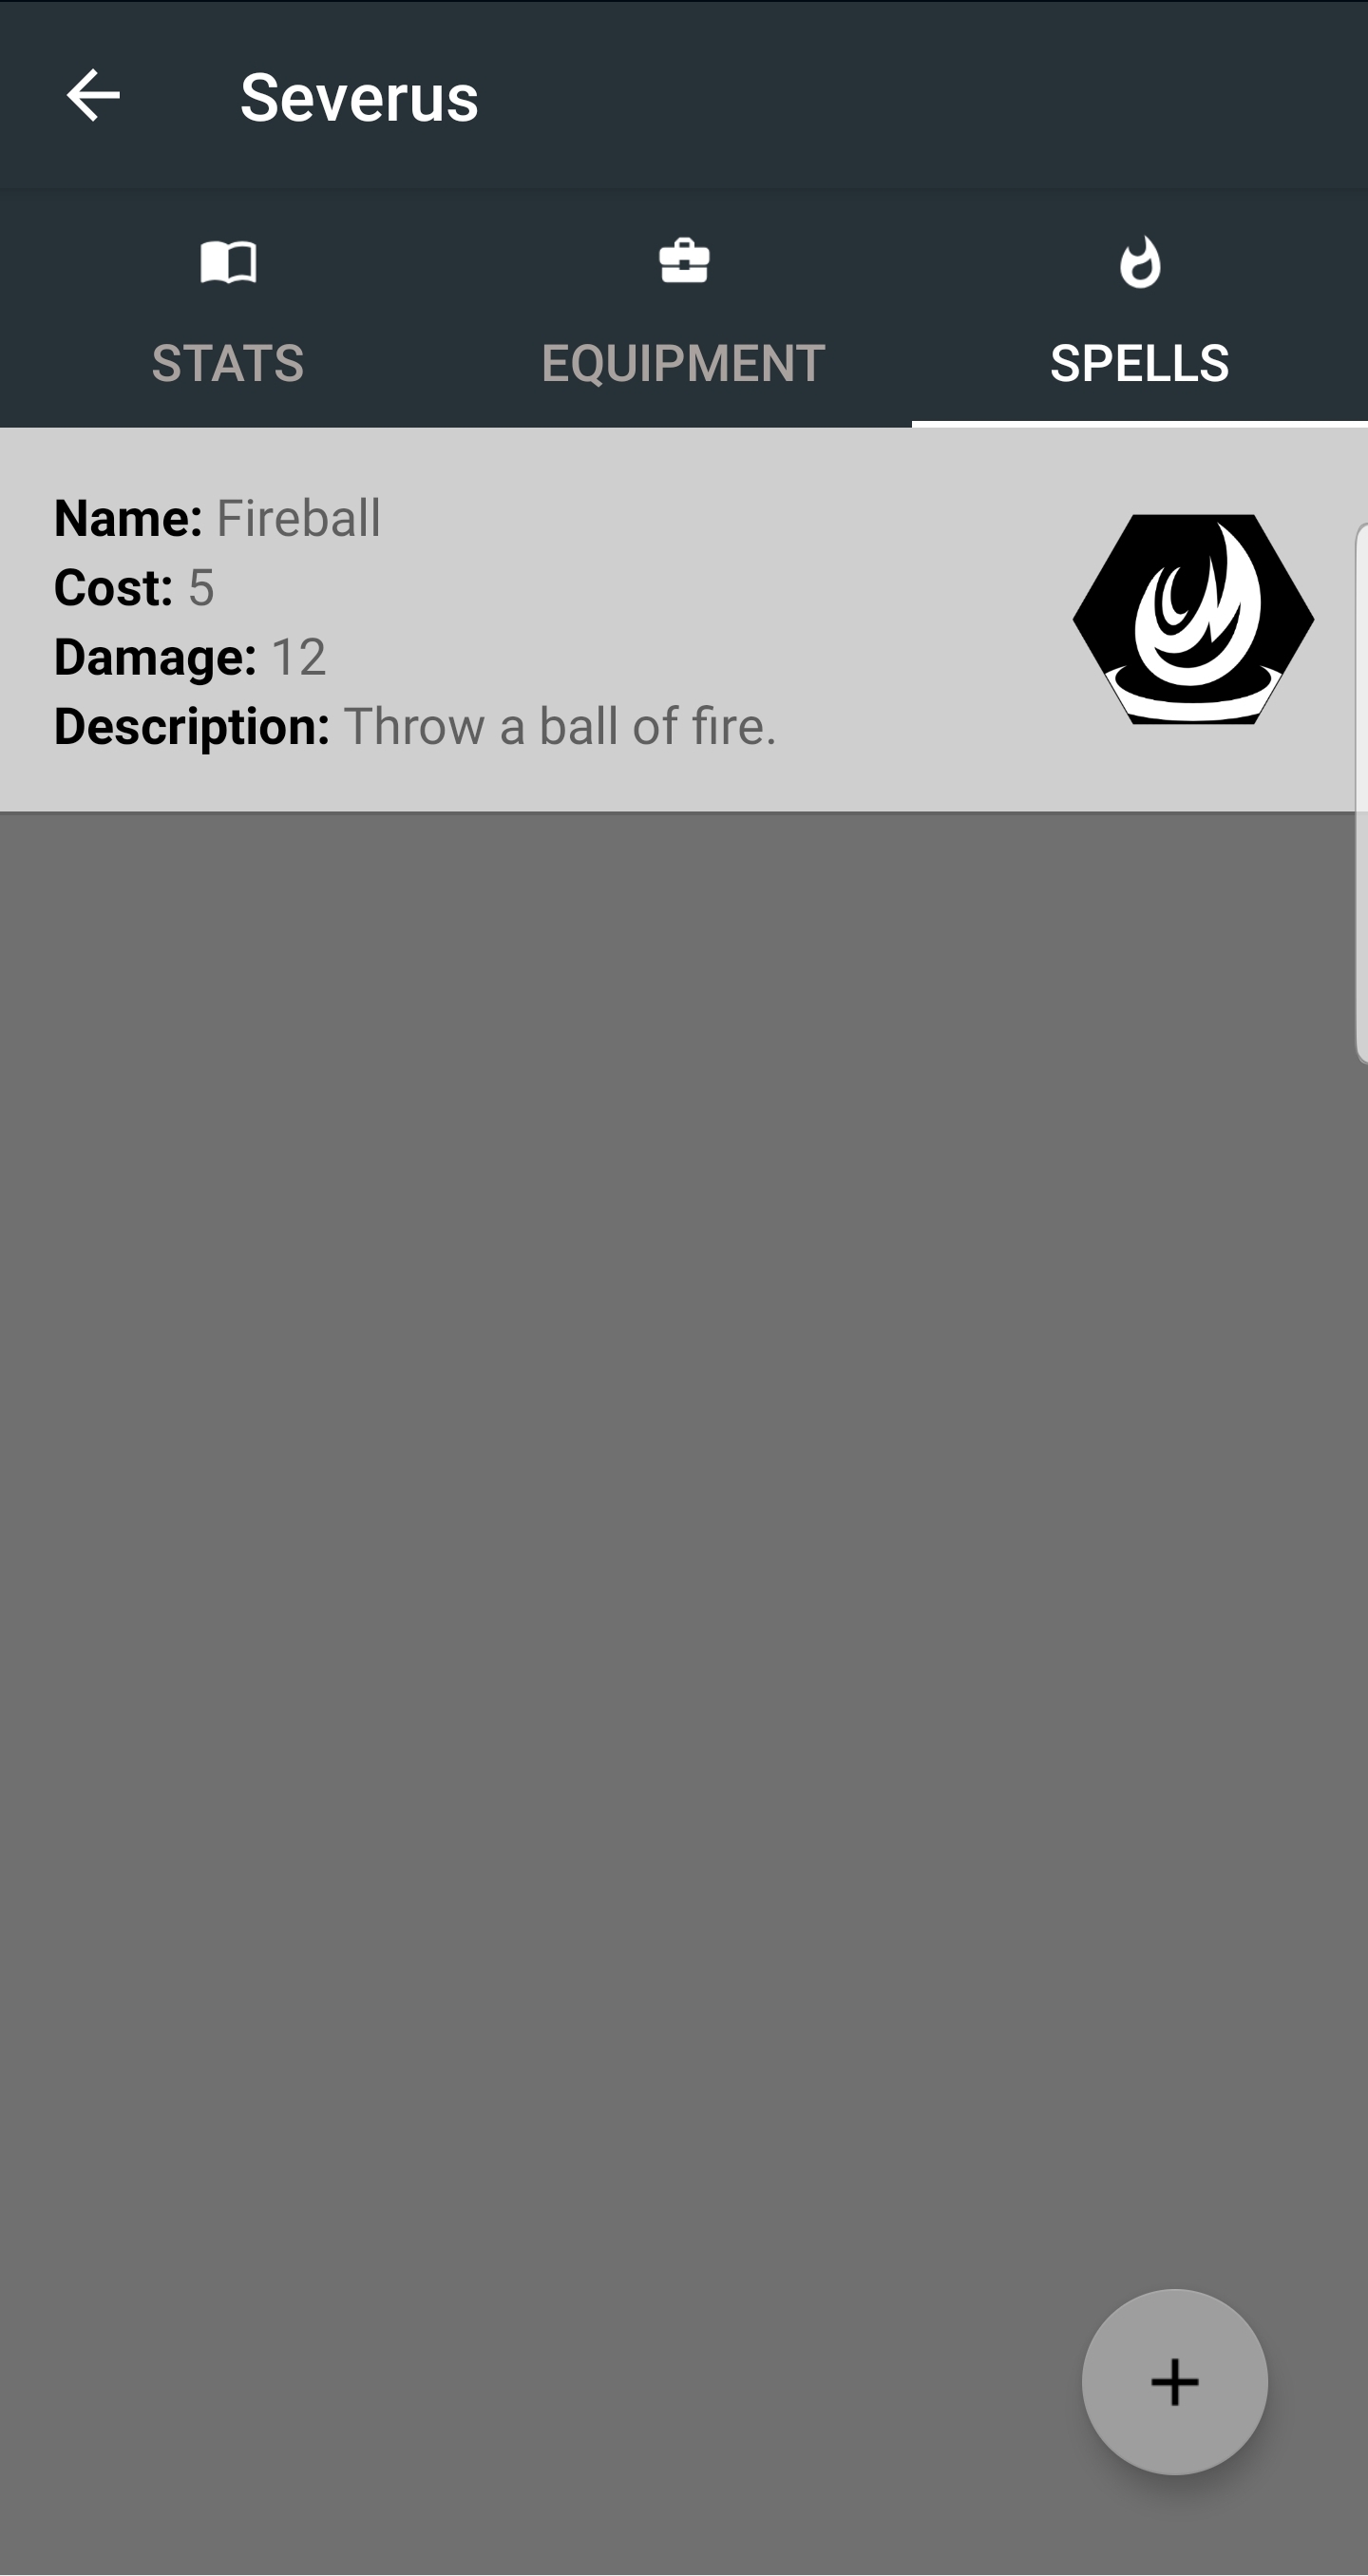 Severus
STATS
EQUIPMENT
SPELLS
Name: Fireball
Cost: 5
Damage: 12
Description: Throw a ball of fire.